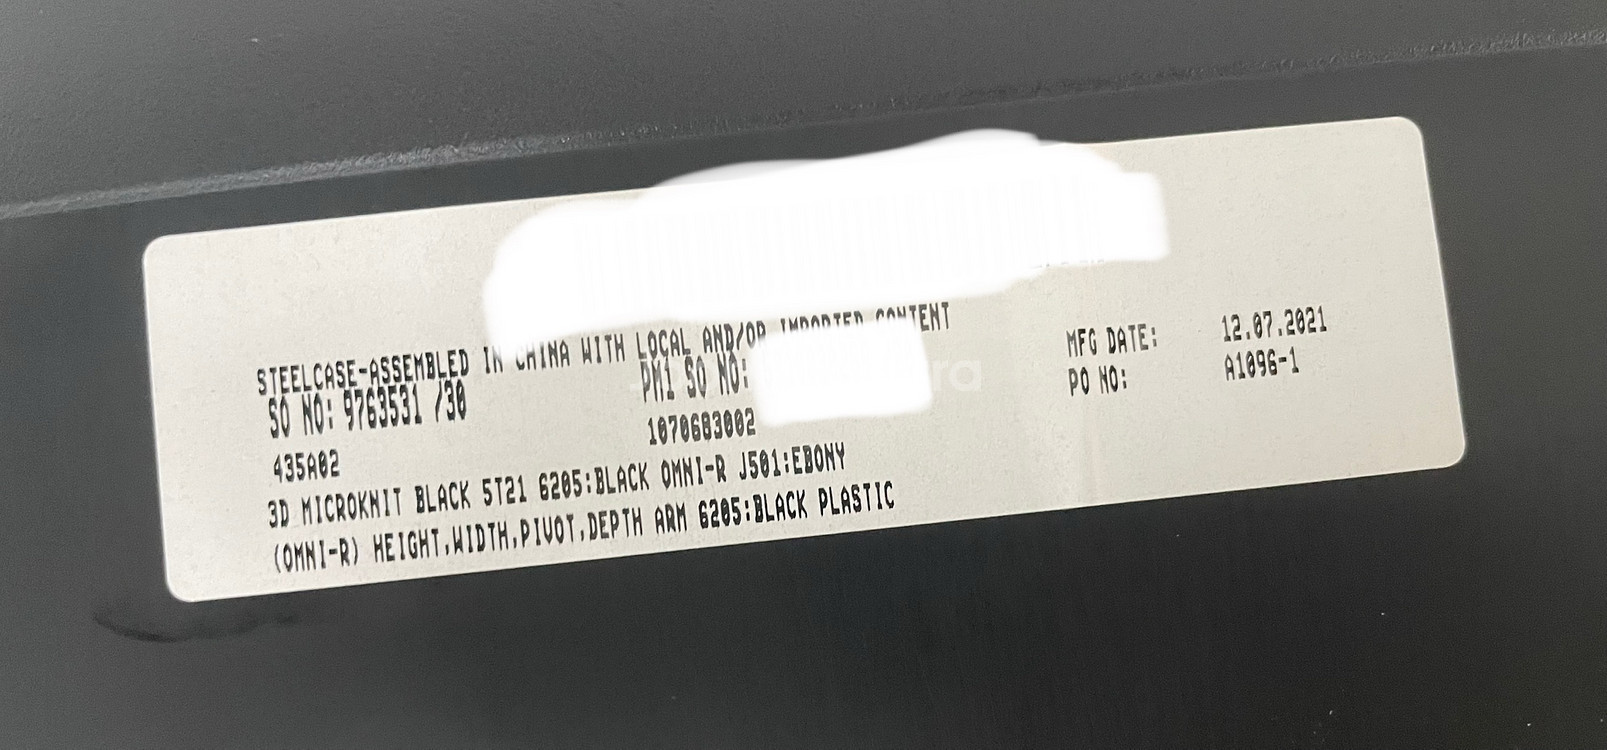 STEELCASE-ASSEMBLED IN CHINA WITH LOCAL AND/OR IMPORTED CONTENT
SO NO: 9763531 /30
PM1 SO NO:
MFG DATE: 12.07.2021
PO NO: A1096-1
435A02
1070683002
3D MICROKNIT BLACK 5T21 6205:BLACK OMNI-R J501:EBONY
(OMNI-R) HEIGHT,WIDTH,PIVOT,DEPTH ARM 6205:BLACK PLASTIC